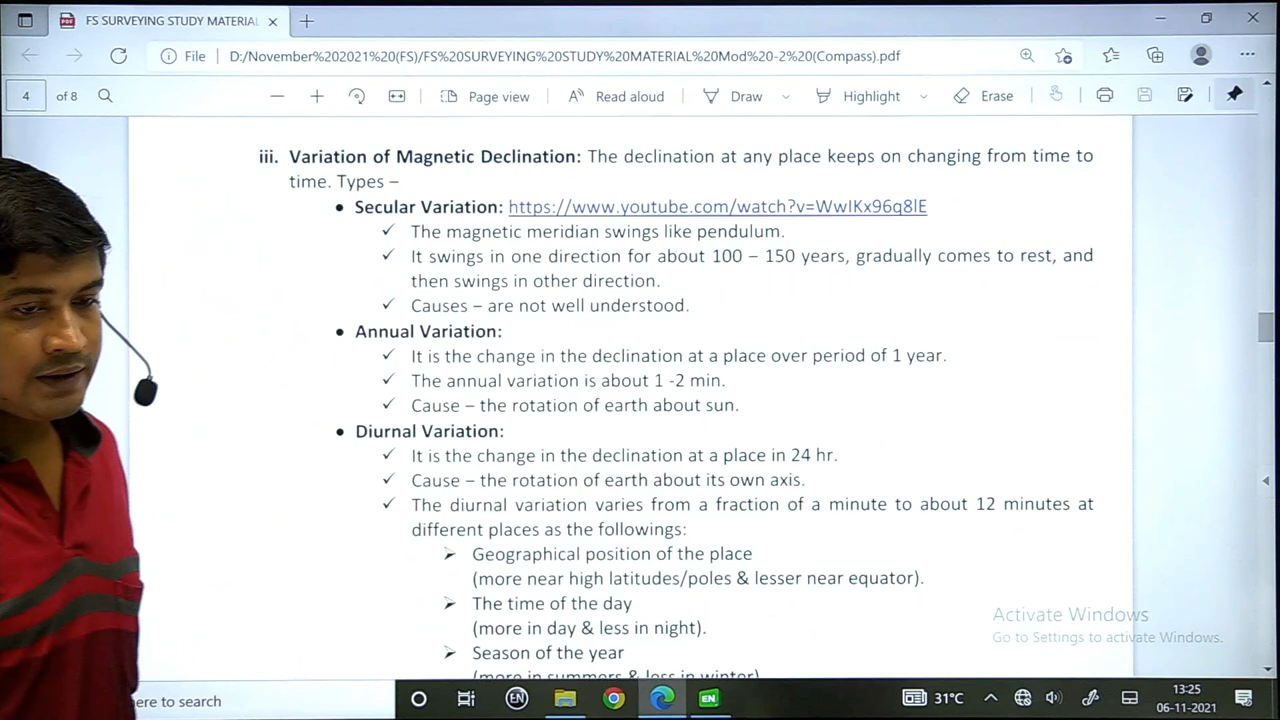 FS SURVEYING STUDY MATERIAL
File D:/November%202021%20(FS)/FS%20SURVEYING%20STUDY%20MATERIAL%20Mod%20-2%20(Compass).pdf
4 of 8 Page view Read aloud Draw Highlight Erase
iii. Variation of Magnetic Declination: The declination at any place keeps on changing from time to
time. Types –
• Secular Variation: https://www.youtube.com/watch?v=WwIKx96q8lE
✓ The magnetic meridian swings like pendulum.
✓ It swings in one direction for about 100 – 150 years, gradually comes to rest, and
then swings in other direction.
✓ Causes – are not well understood.
• Annual Variation:
✓ It is the change in the declination at a place over period of 1 year.
✓ The annual variation is about 1 -2 min.
✓ Cause – the rotation of earth about sun.
• Diurnal Variation:
✓ It is the change in the declination at a place in 24 hr.
✓ Cause – the rotation of earth about its own axis.
✓ The diurnal variation varies from a fraction of a minute to about 12 minutes at
different places as the followings:
➢ Geographical position of the place
(more near high latitudes/poles & lesser near equator).
➢ The time of the day
(more in day & less in night).
➢ Season of the year
(more in summers & less in winter)
Activate Windows
Go to Settings to activate Windows.
ere to search
EN
EN
31°C
13:25
06-11-2021